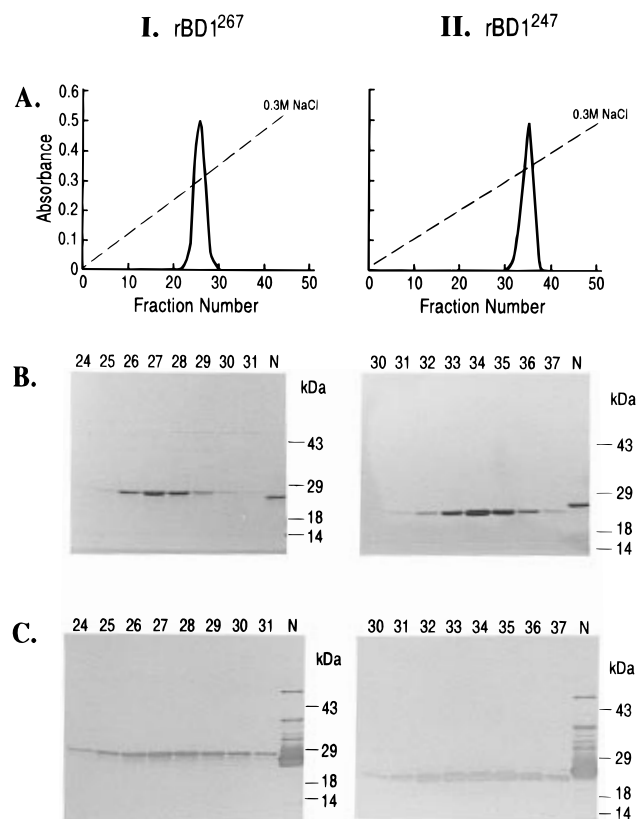 I. rBD1²⁶⁷
II. rBD1²⁴⁷
A.
Absorbance
0.6
0.5
0.4
0.3
0.2
0.1
0
0.3M NaCl
0 10 20 30 40 50
Fraction Number
0.3M NaCl
0 10 20 30 40 50
Fraction Number
B.
24 25 26 27 28 29 30 31 N
kDa
43
29
18
14
30 31 32 33 34 35 36 37 N
kDa
43
29
18
14
C.
24 25 26 27 28 29 30 31 N
kDa
43
29
18
14
30 31 32 33 34 35 36 37 N
kDa
43
29
18
14